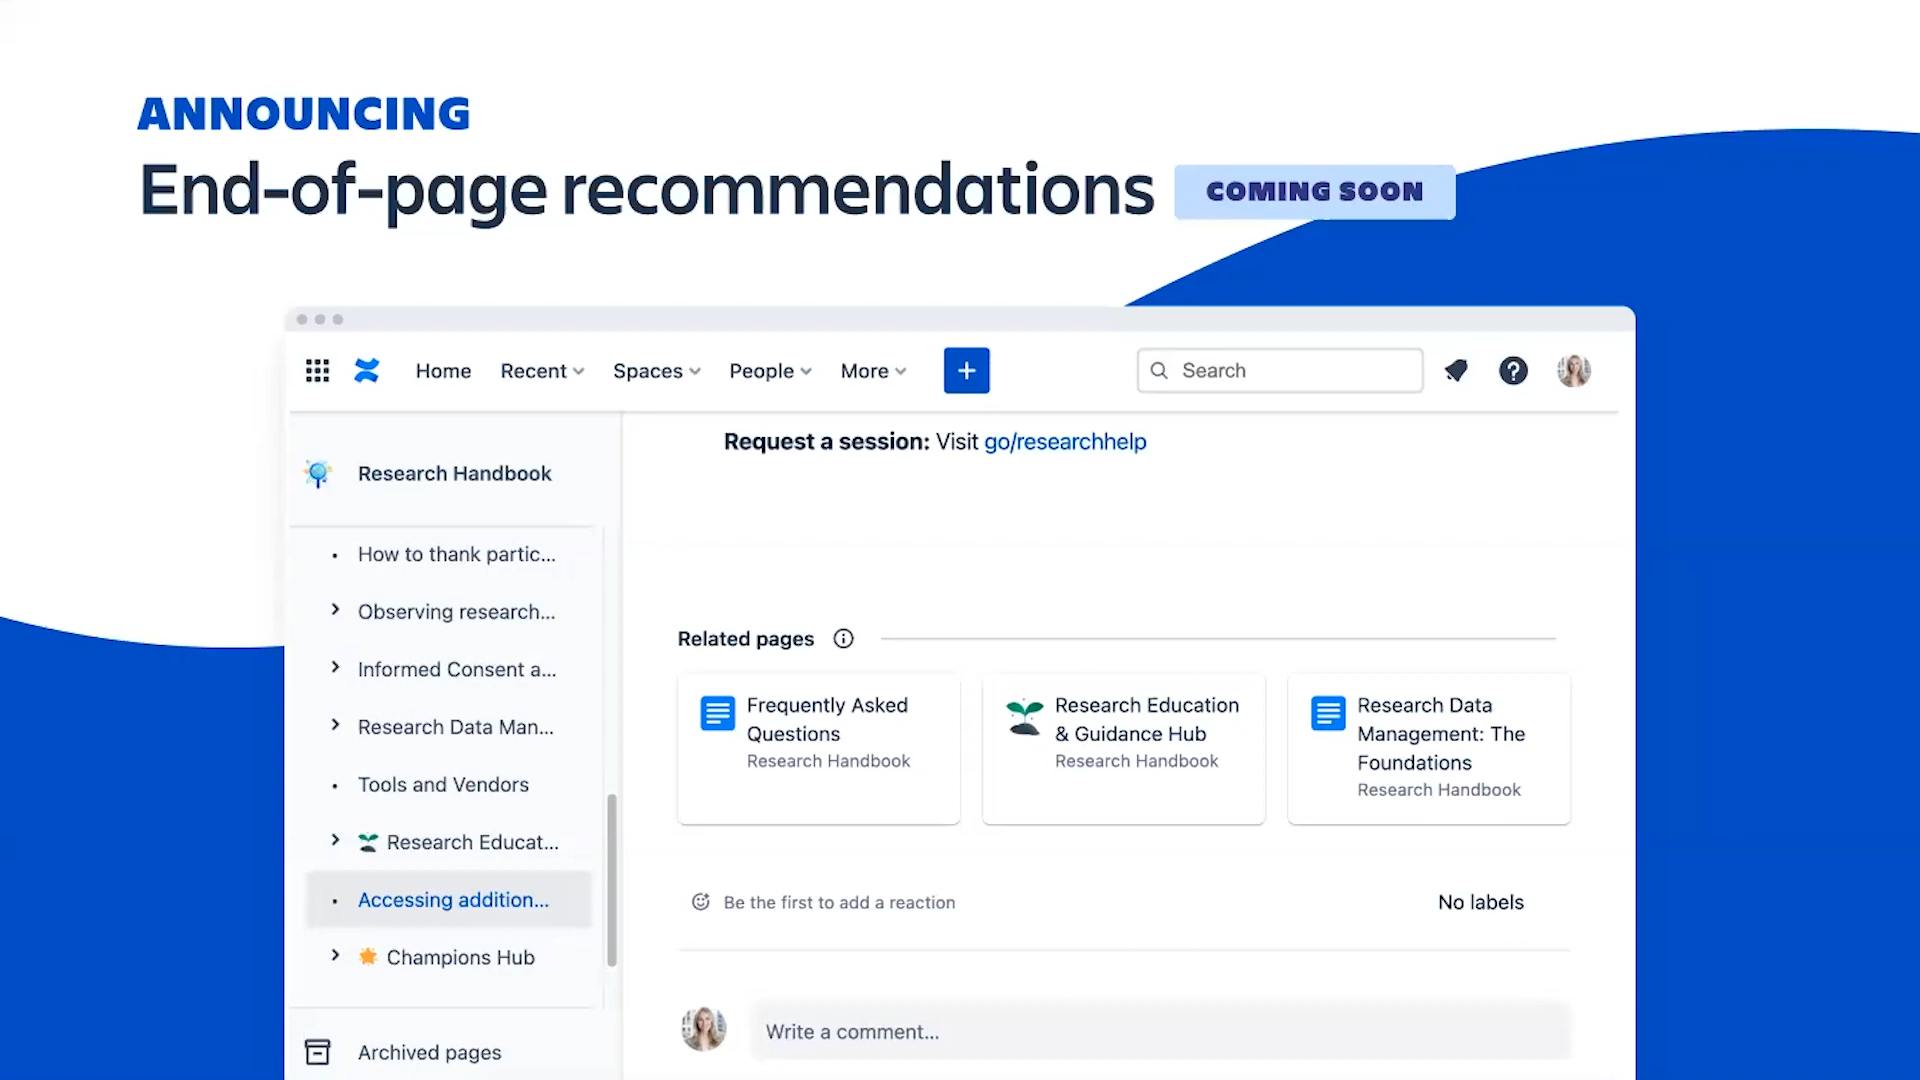 ANNOUNCING
End-of-page recommendations COMING SOON
Home Recent Spaces People More + Search ?
Research Handbook
How to thank partic...
Observing research...
Informed Consent a...
Research Data Man...
Tools and Vendors
Research Educat...
Accessing addition...
Champions Hub
Archived pages
Request a session: Visit go/researchhelp
Related pages
Frequently Asked
Questions
Research Handbook
Research Education
& Guidance Hub
Research Handbook
Research Data
Management: The
Foundations
Research Handbook
Be the first to add a reaction
No labels
Write a comment...